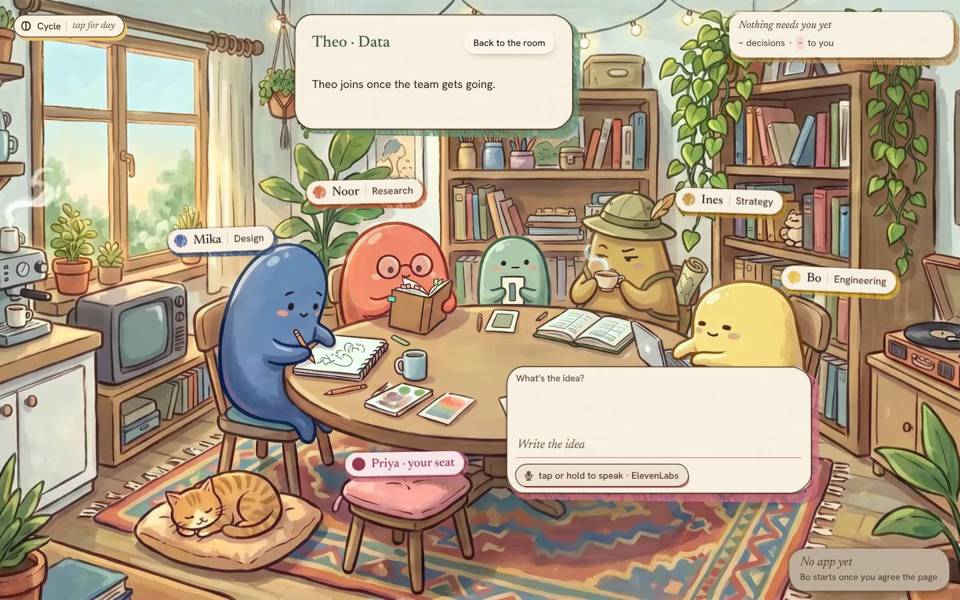 Cycle | tap for day
Theo · Data
Back to the room
Theo joins once the team gets going.
Nothing needs you yet
– decisions · – to you
Noor | Research
Ines | Strategy
Mika | Design
Bo | Engineering
What's the idea?
Write the idea
tap or hold to speak · ElevenLabs
Priya · your seat
No app yet
Bo starts once you agree the page